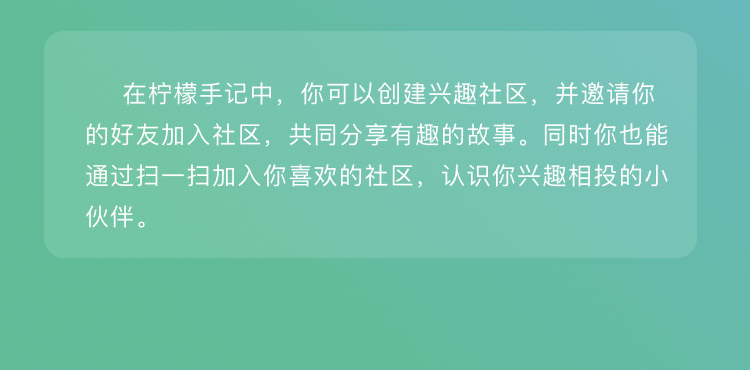 在柠檬手记中，你可以创建兴趣社区，并邀请你
的好友加入社区，共同分享有趣的故事。同时你也能
通过扫一扫加入你喜欢的社区，认识你兴趣相投的小
伙伴。